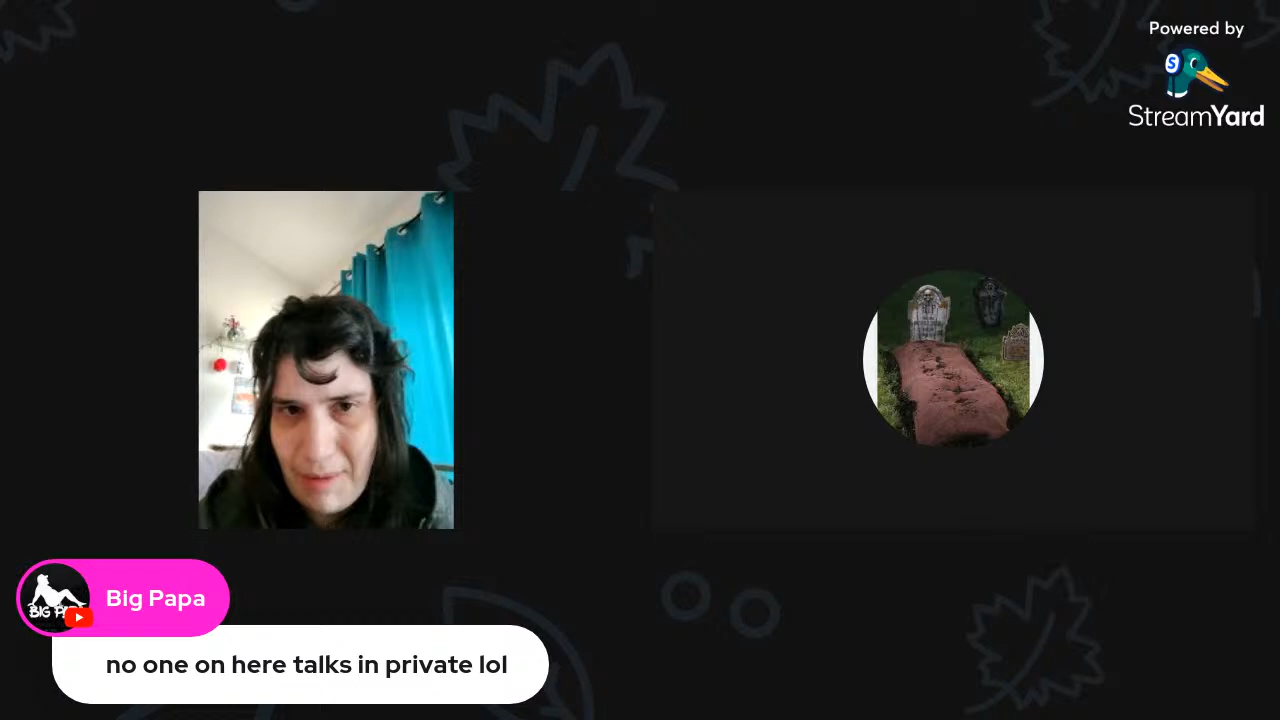 Powered by
StreamYard
Big Papa
no one on here talks in private lol